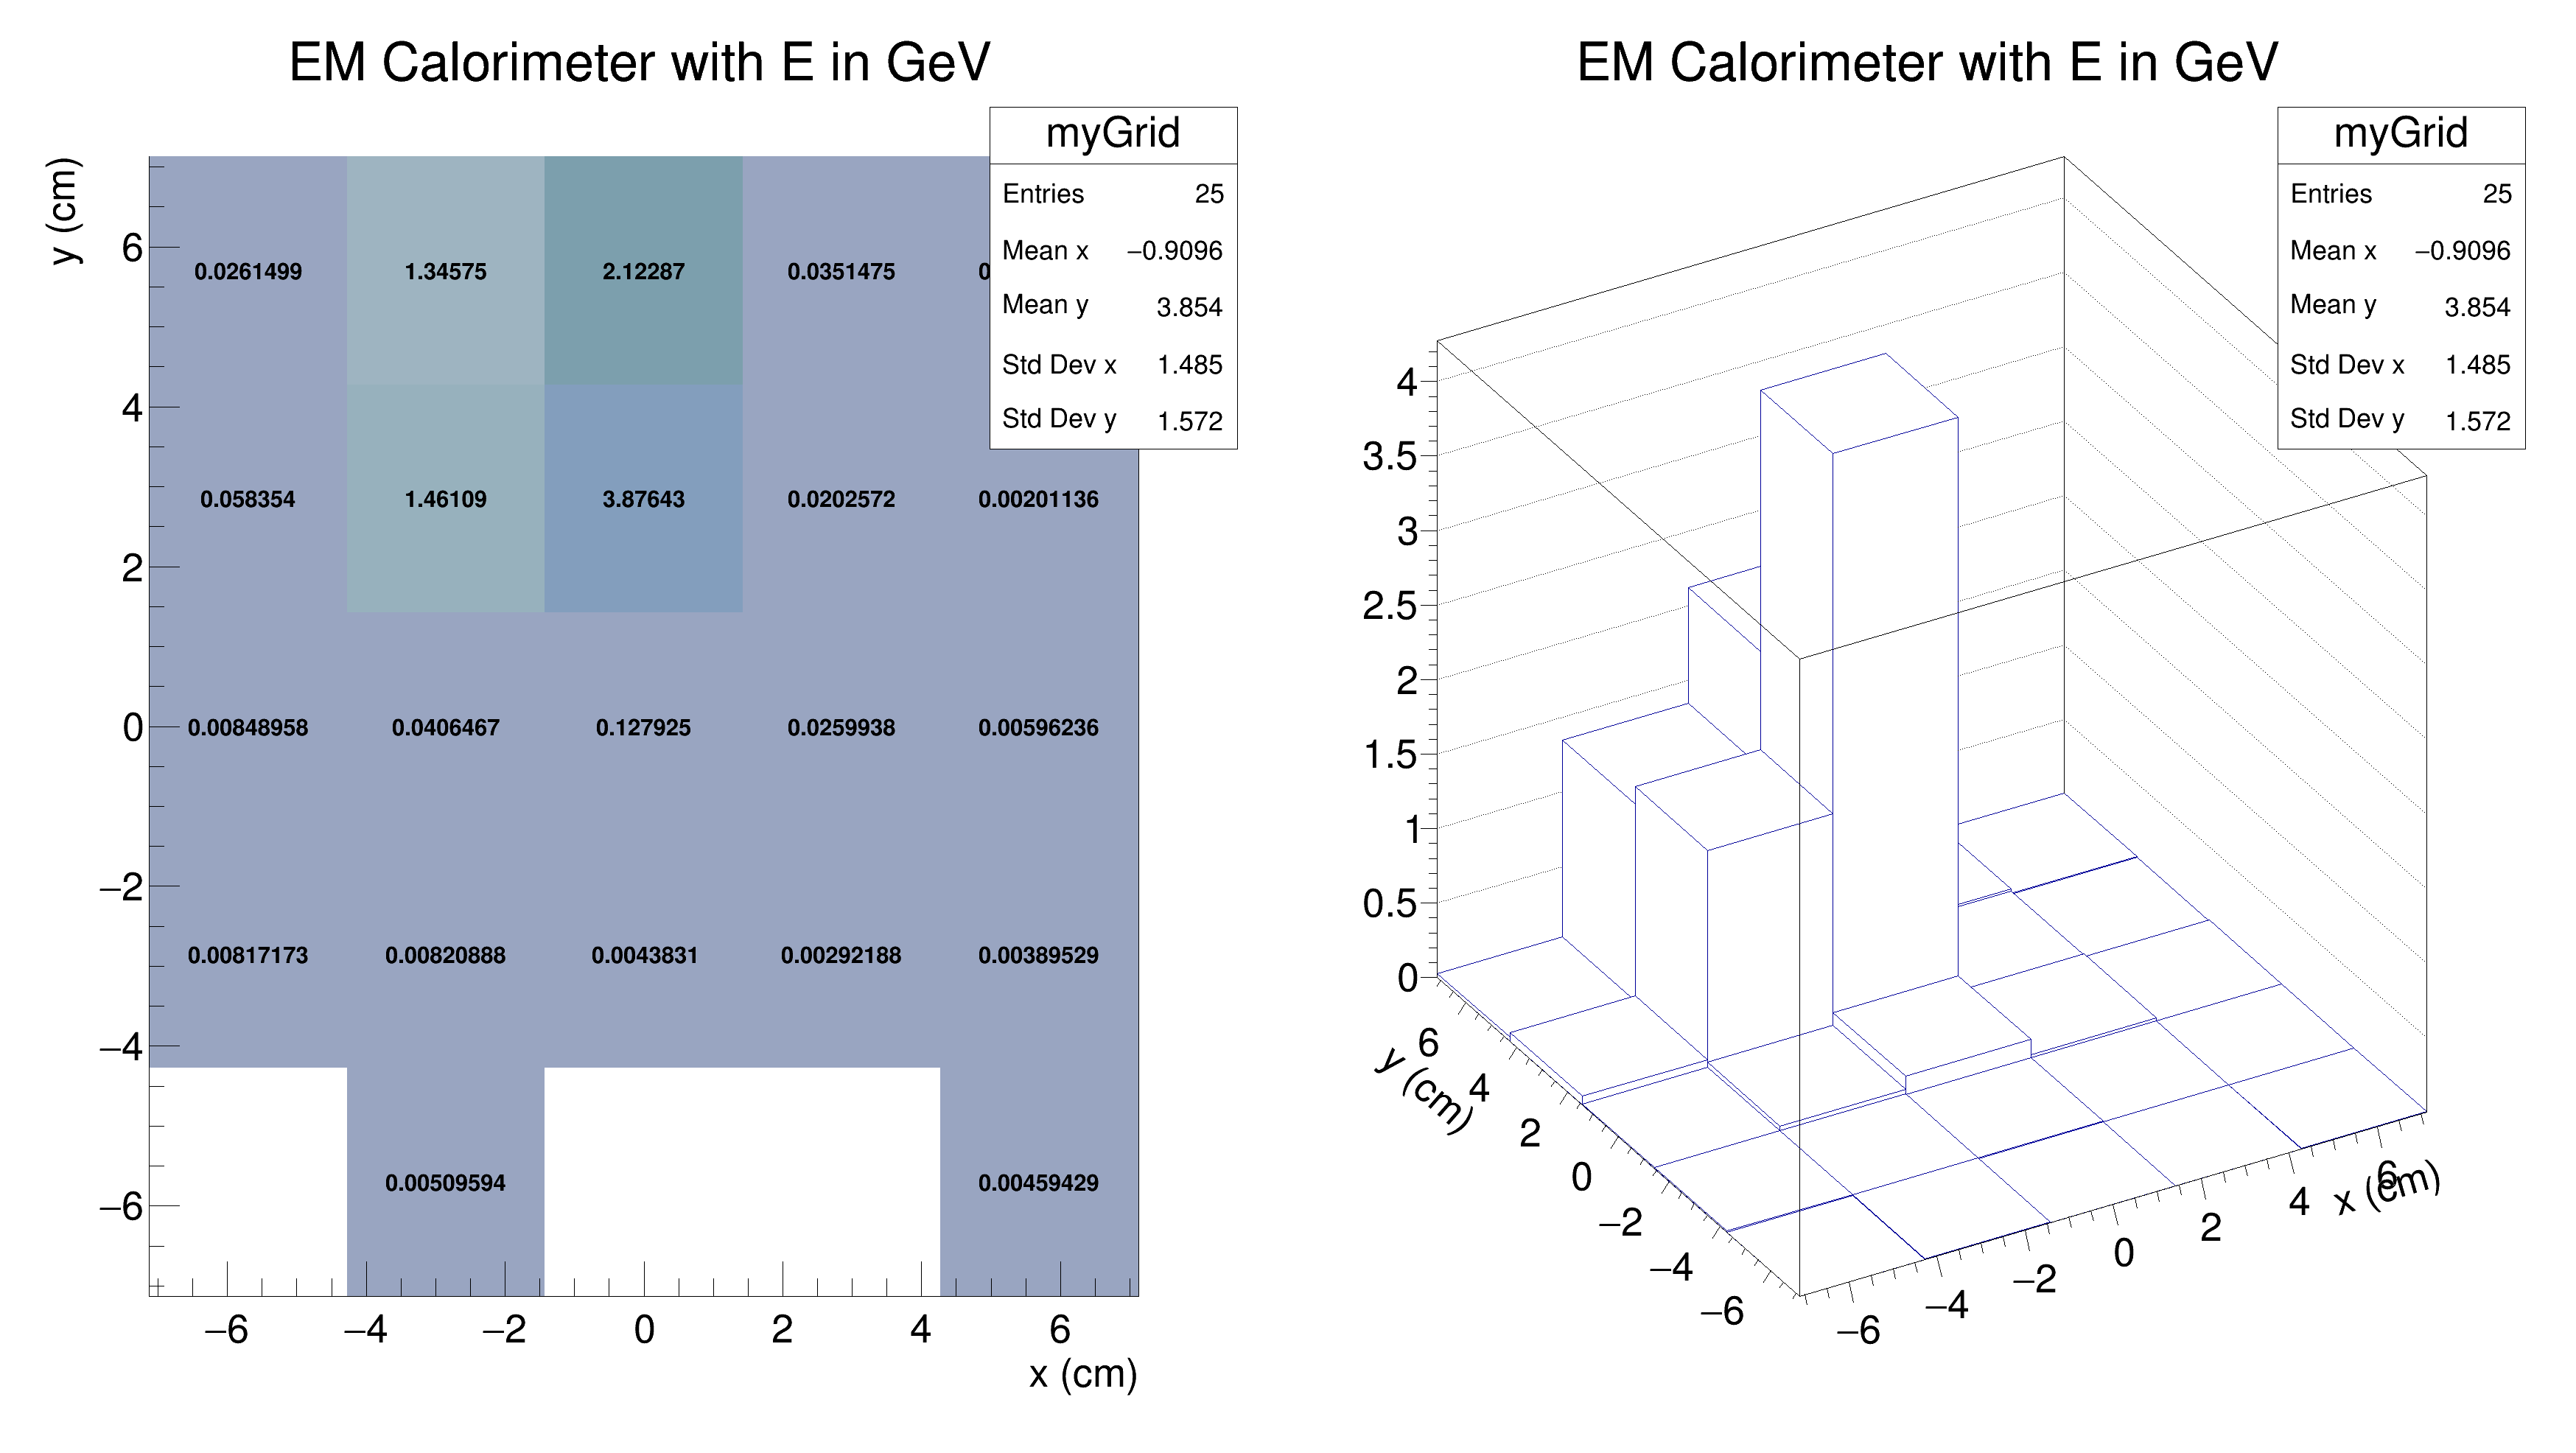 EM Calorimeter with E in GeV
myGrid
Entries 25
Mean x −0.9096
Mean y 3.854
Std Dev x 1.485
Std Dev y 1.572
y (cm)
6
4
2
0
−2
−4
−6
0.0261499 1.34575 2.12287 0.0351475
0.058354 1.46109 3.87643 0.0202572 0.00201136
0.00848958 0.0406467 0.127925 0.0259938 0.00596236
0.00817173 0.00820888 0.0043831 0.00292188 0.00389529
0.00509594 0.00459429
−6 −4 −2 0 2 4 6
x (cm)
EM Calorimeter with E in GeV
myGrid
Entries 25
Mean x −0.9096
Mean y 3.854
Std Dev x 1.485
Std Dev y 1.572
4
3.5
3
2.5
2
1.5
1
0.5
0
6
4
2
0
−2
−4
−6
y (cm)
−6 −4 −2 0 2 4 6
x (cm)